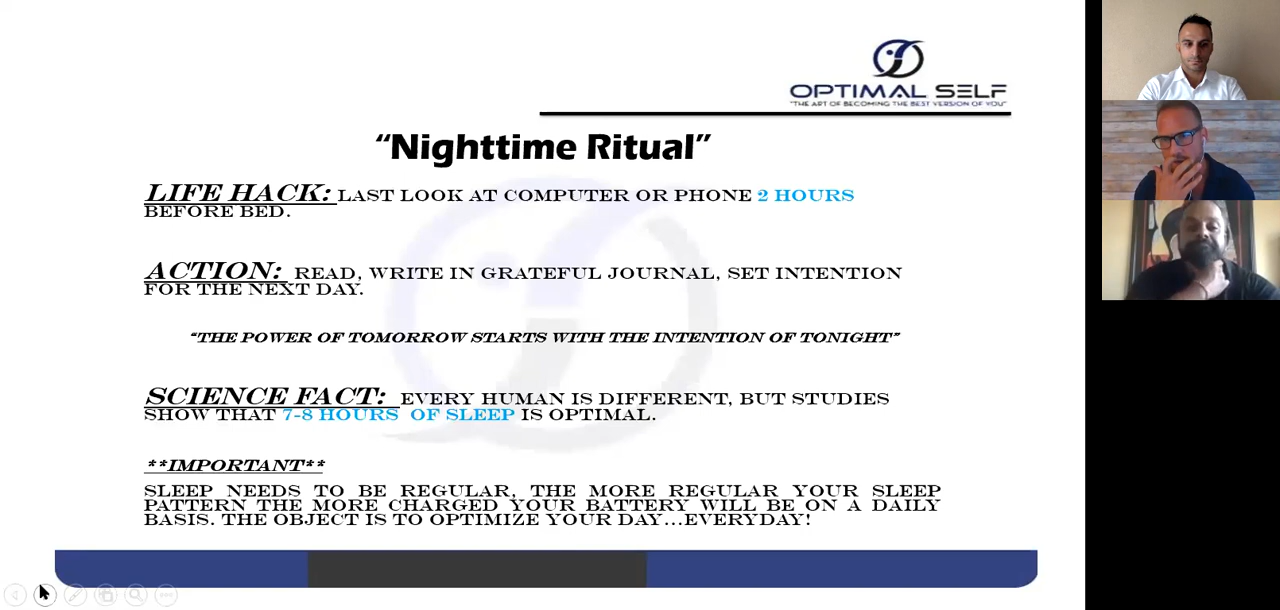 OPTIMAL SELF
"THE ART OF BECOMING THE BEST VERSION OF YOU"
“Nighttime Ritual”
LIFE HACK: LAST LOOK AT COMPUTER OR PHONE 2 HOURS
BEFORE BED.
ACTION: READ, WRITE IN GRATEFUL JOURNAL, SET INTENTION
FOR THE NEXT DAY.
“THE POWER OF TOMORROW STARTS WITH THE INTENTION OF TONIGHT”
SCIENCE FACT: EVERY HUMAN IS DIFFERENT, BUT STUDIES
SHOW THAT 7-8 HOURS OF SLEEP IS OPTIMAL.
**IMPORTANT**
SLEEP NEEDS TO BE REGULAR, THE MORE REGULAR YOUR SLEEP
PATTERN THE MORE CHARGED YOUR BATTERY WILL BE ON A DAILY
BASIS. THE OBJECT IS TO OPTIMIZE YOUR DAY...EVERYDAY!